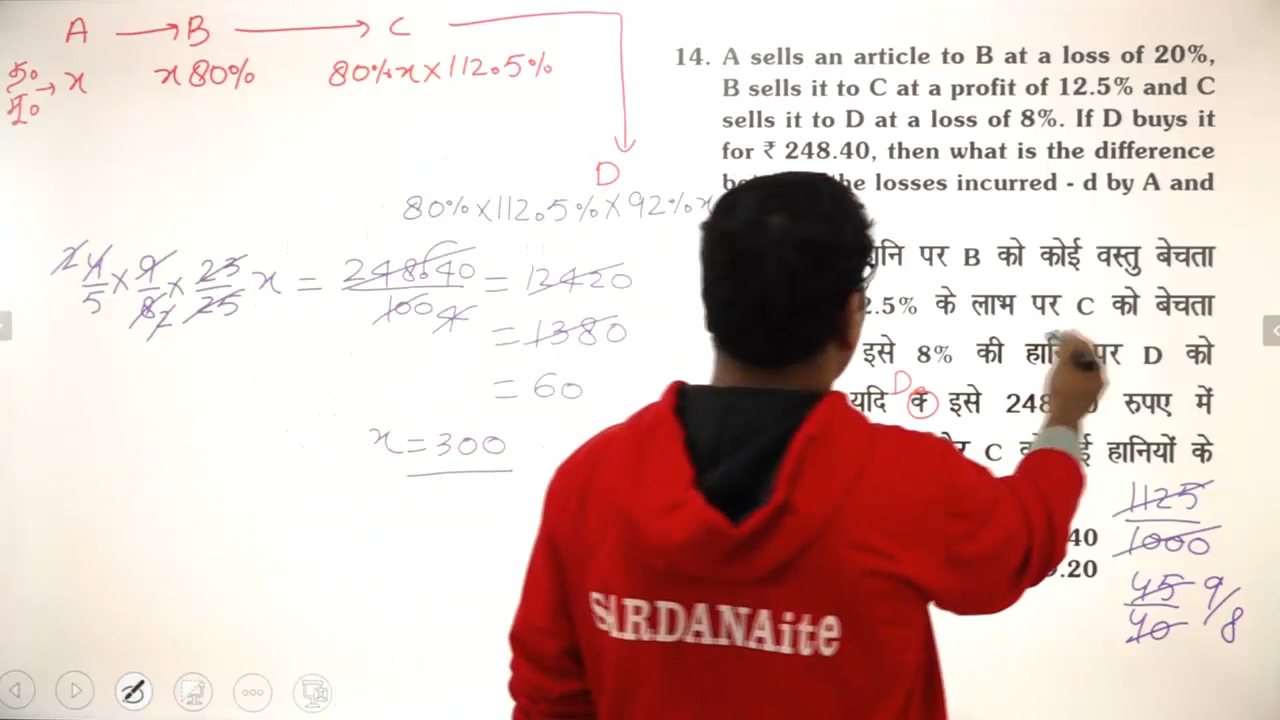 A → B → C
50 40 → x x 80% 80% x × 112.5%
D
80% × 112.5% × 92% x
4/5 × 9/8 × 23/25 x = 248.40/100 = 12420
= 1380
= 60
x = 300
14. A sells an article to B at a loss of 20%,
B sells it to C at a profit of 12.5% and C
sells it to D at a loss of 8%. If D buys it
for ₹ 248.40, then what is the difference
the losses incurred - d by A and
हानि पर B को कोई वस्तु बेचता
2.5% के लाभ पर C को बेचता
इसे 8% की हानि पर D को
D
यदि क इसे 248 रुपए में
C हानियों के
40
.20
1125/1000
45/40 9/8
SARDANAite